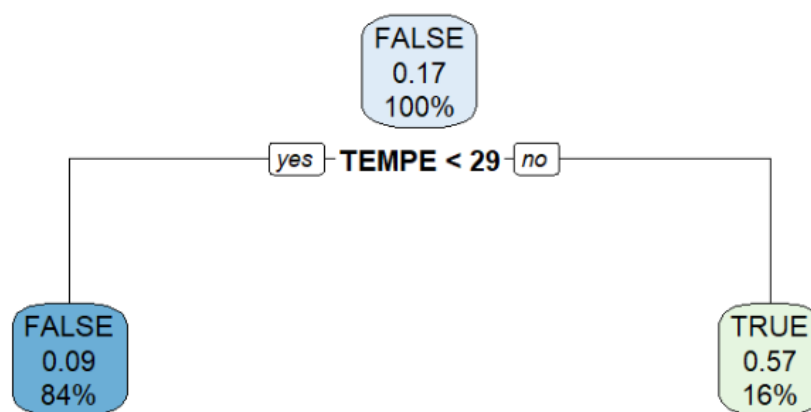 FALSE
0.17
100%
yes TEMPE < 29 no
FALSE
0.09
84%
TRUE
0.57
16%